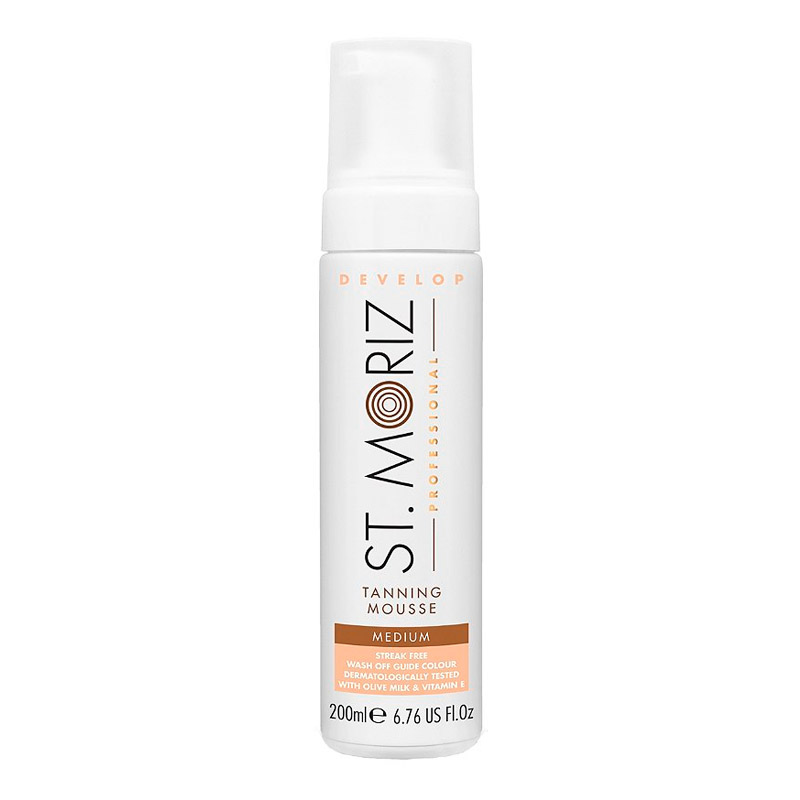 DEVELOP
ST. MORIZ
PROFESSIONAL
TANNING
MOUSSE
MEDIUM
STREAK FREE
WASH OFF GUIDE COLOUR
DERMATOLOGICALLY TESTED
WITH OLIVE MILK & VITAMIN E
200ml℮ 6.76 US Fl.Oz